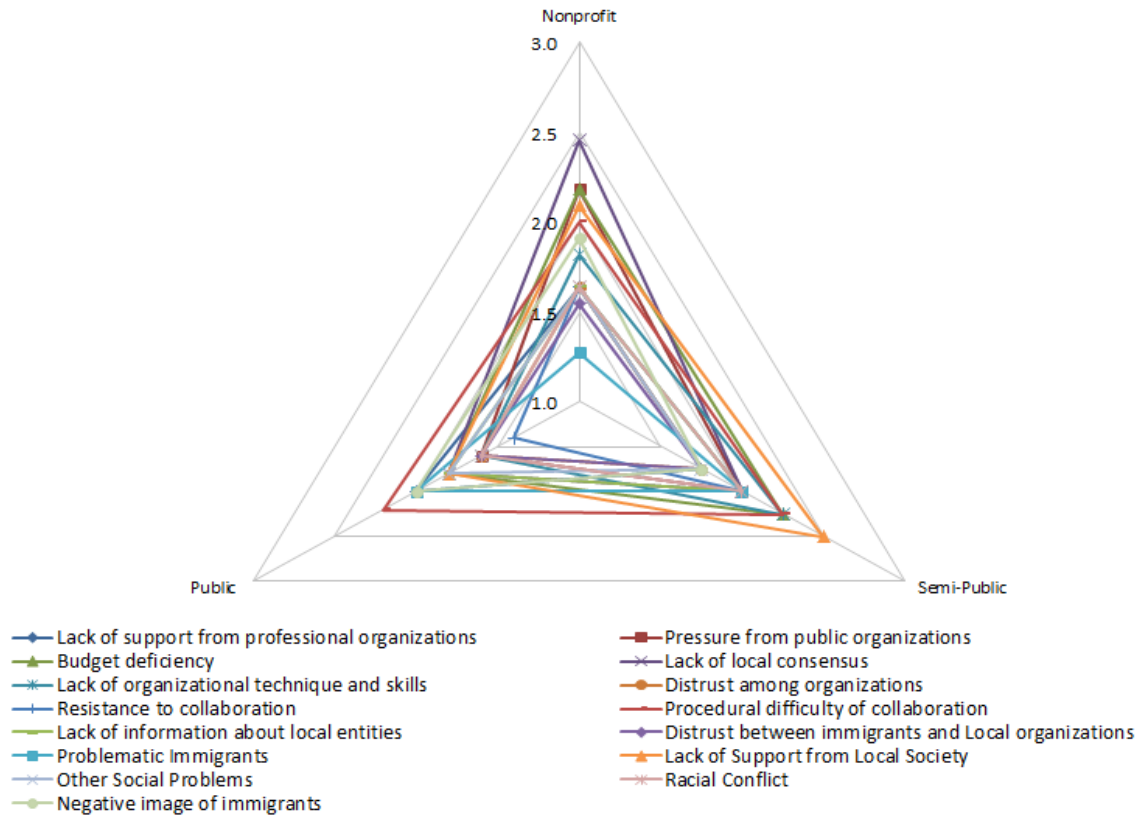 Nonprofit
3.0
2.5
2.0
1.5
1.0
Public
Semi-Public
Lack of support from professional organizations
Pressure from public organizations
Budget deficiency
Lack of local consensus
Lack of organizational technique and skills
Distrust among organizations
Resistance to collaboration
Procedural difficulty of collaboration
Lack of information about local entities
Distrust between immigrants and Local organizations
Problematic Immigrants
Lack of Support from Local Society
Other Social Problems
Racial Conflict
Negative image of immigrants